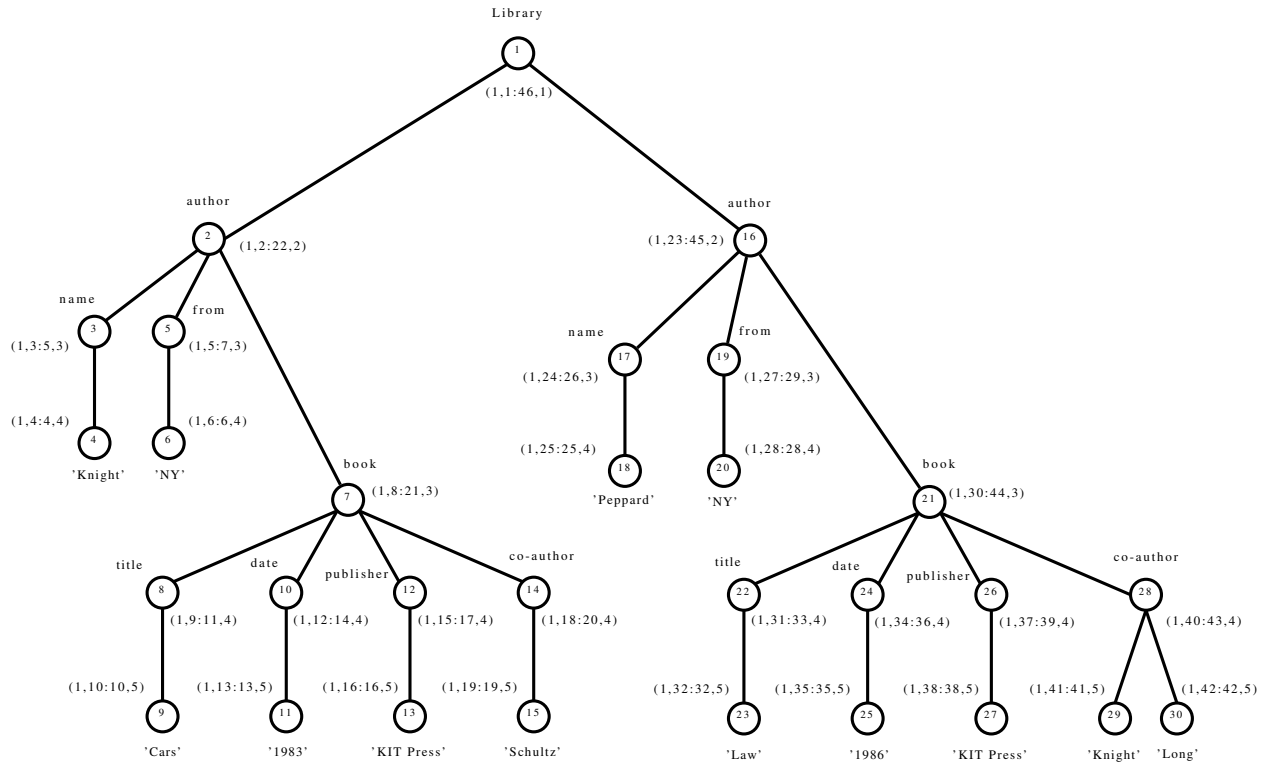 Library
1
(1,1:46,1)
author
2
(1,2:22,2)
author
(1,23:45,2)
16
name
3
(1,3:5,3)
from
5
(1,5:7,3)
(1,4:4,4)
4
'Knight'
(1,6:6,4)
6
'NY'
name
17
(1,24:26,3)
from
19
(1,27:29,3)
(1,25:25,4)
18
'Peppard'
(1,28:28,4)
20
'NY'
book
7
(1,8:21,3)
book
21
(1,30:44,3)
title
8
(1,9:11,4)
date
10
(1,12:14,4)
publisher
12
(1,15:17,4)
co-author
14
(1,18:20,4)
(1,10:10,5)
9
'Cars'
(1,13:13,5)
11
'1983'
(1,16:16,5)
13
'KIT Press'
(1,19:19,5)
15
'Schultz'
title
22
(1,31:33,4)
date
24
(1,34:36,4)
publisher
26
(1,37:39,4)
co-author
28
(1,40:43,4)
(1,32:32,5)
23
'Law'
(1,35:35,5)
25
'1986'
(1,38:38,5)
27
'KIT Press'
(1,41:41,5)
29
'Knight'
(1,42:42,5)
30
'Long'